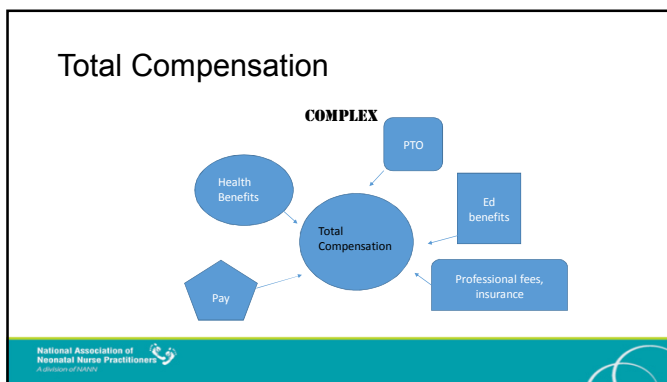 Total Compensation
COMPLEX
PTO
Health
Benefits
Ed
benefits
Total
Compensation
Professional fees,
insurance
Pay
National Association of
Neonatal Nurse Practitioners
A division of NANN